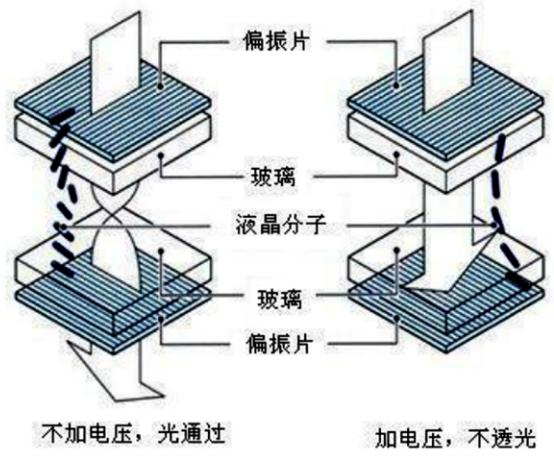 偏振片
玻璃
液晶分子
玻璃
偏振片
不加电压，光通过
加电压，不透光